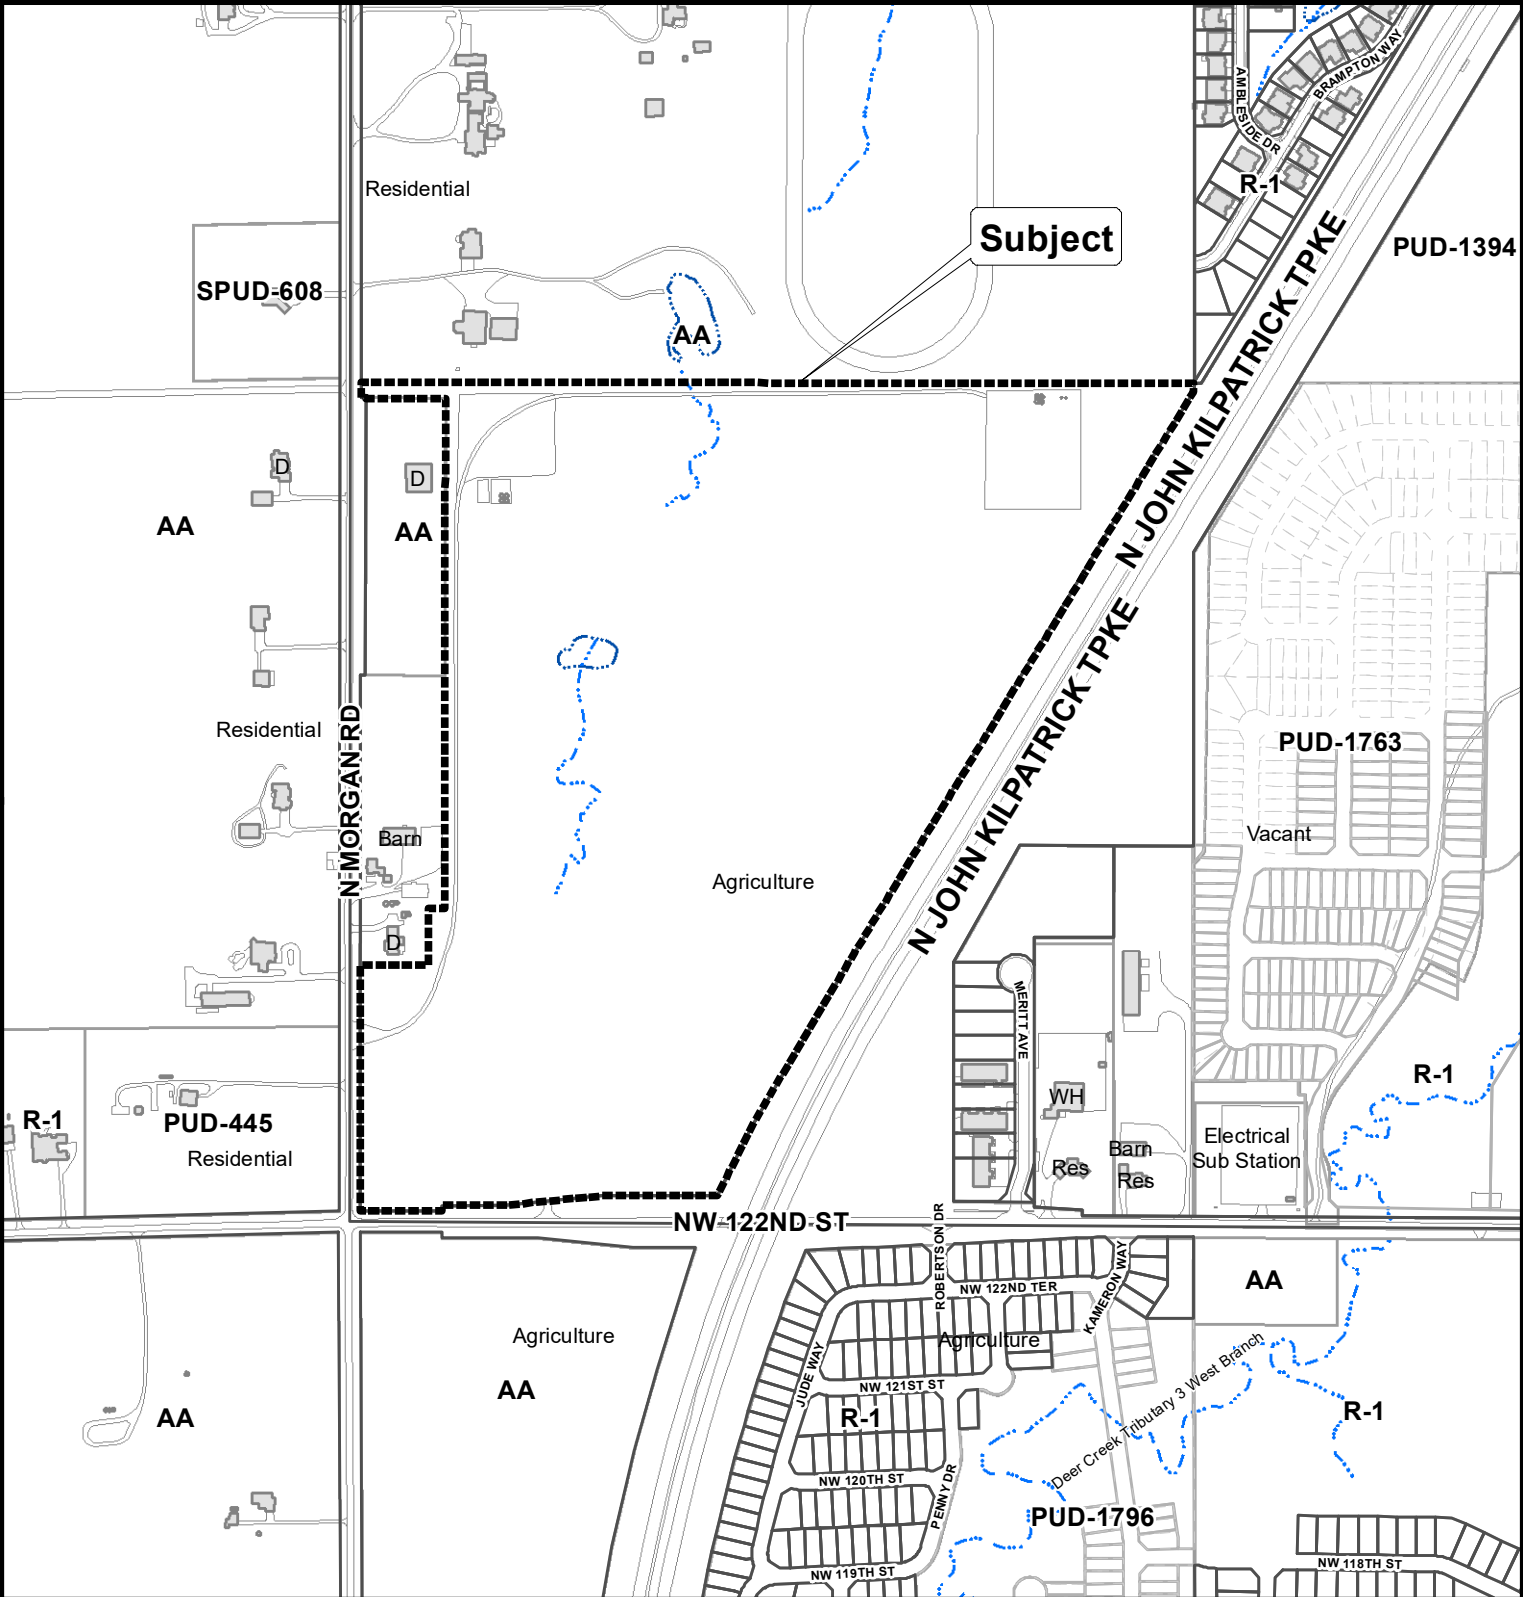 BRAMPTON WAY
AMBLESIDE DR
R-1
Residential
Subject
PUD-1394
SPUD-608
AA
N JOHN KILPATRICK TPKE
N JOHN KILPATRICK TPKE
D
D
AA
AA
N JOHN KILPATRICK TPKE
Residential
N MORGAN RD
PUD-1763
Vacant
Barn
Agriculture
D
MERITT AVE
R-1
WH
R-1
PUD-445
Residential
Electrical
Sub Station
Barn
Res
Res
NW 122ND ST
ROBERTSON DR
KAMERON WAY
NW 122ND TER
AA
Agriculture
Agriculture
Deer Creek Tributary 3 West Branch
JUDE WAY
NW 121ST ST
AA
AA
R-1
R-1
NW 120TH ST
PENNY DR
PUD-1796
NW 119TH ST
NW 118TH ST